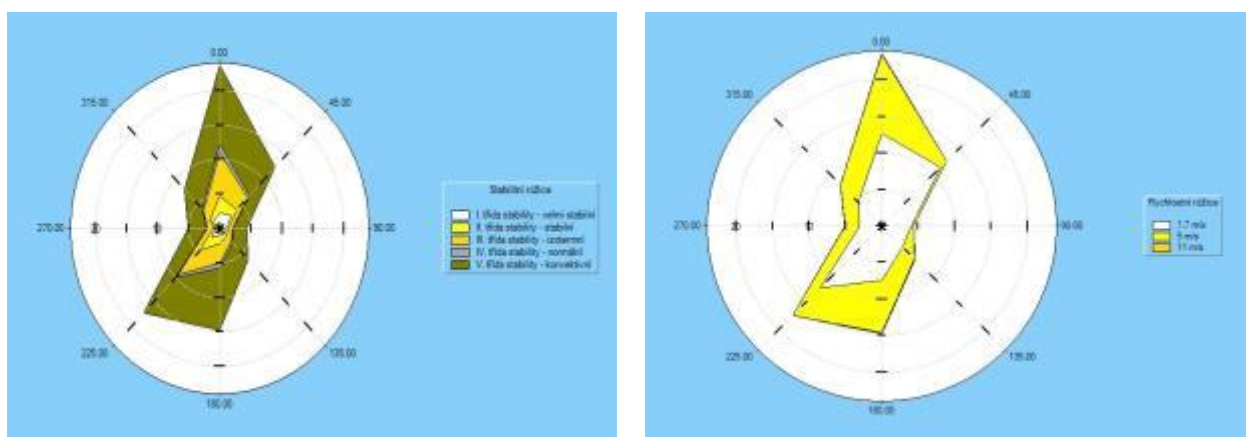 0.00
315.00
45.00
270.00
90.00
225.00
135.00
180.00
Stabilitní růžice
I. třída stability - velmi stabilní
II. třída stability - stabilní
III. třída stability - izotermní
IV. třída stability - normální
V. třída stability - konvektivní
0.00
315.00
45.00
270.00
90.00
225.00
135.00
180.00
Rychlostní růžice
1.7 m/s
5 m/s
11 m/s